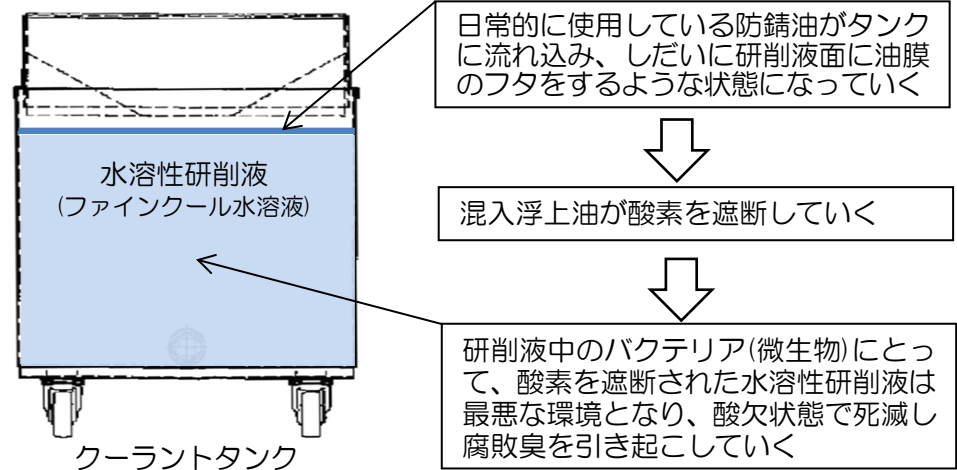 日常的に使用している防錆油がタンク
に流れ込み、しだいに研削液面に油膜
のフタをするような状態になっていく
水溶性研削液
(ファインクール水溶液)
混入浮上油が酸素を遮断していく
研削液中のバクテリア(微生物)にとっ
て、酸素を遮断された水溶性研削液は
最悪な環境となり、酸欠状態で死滅し
腐敗臭を引き起こしていく
クーラントタンク